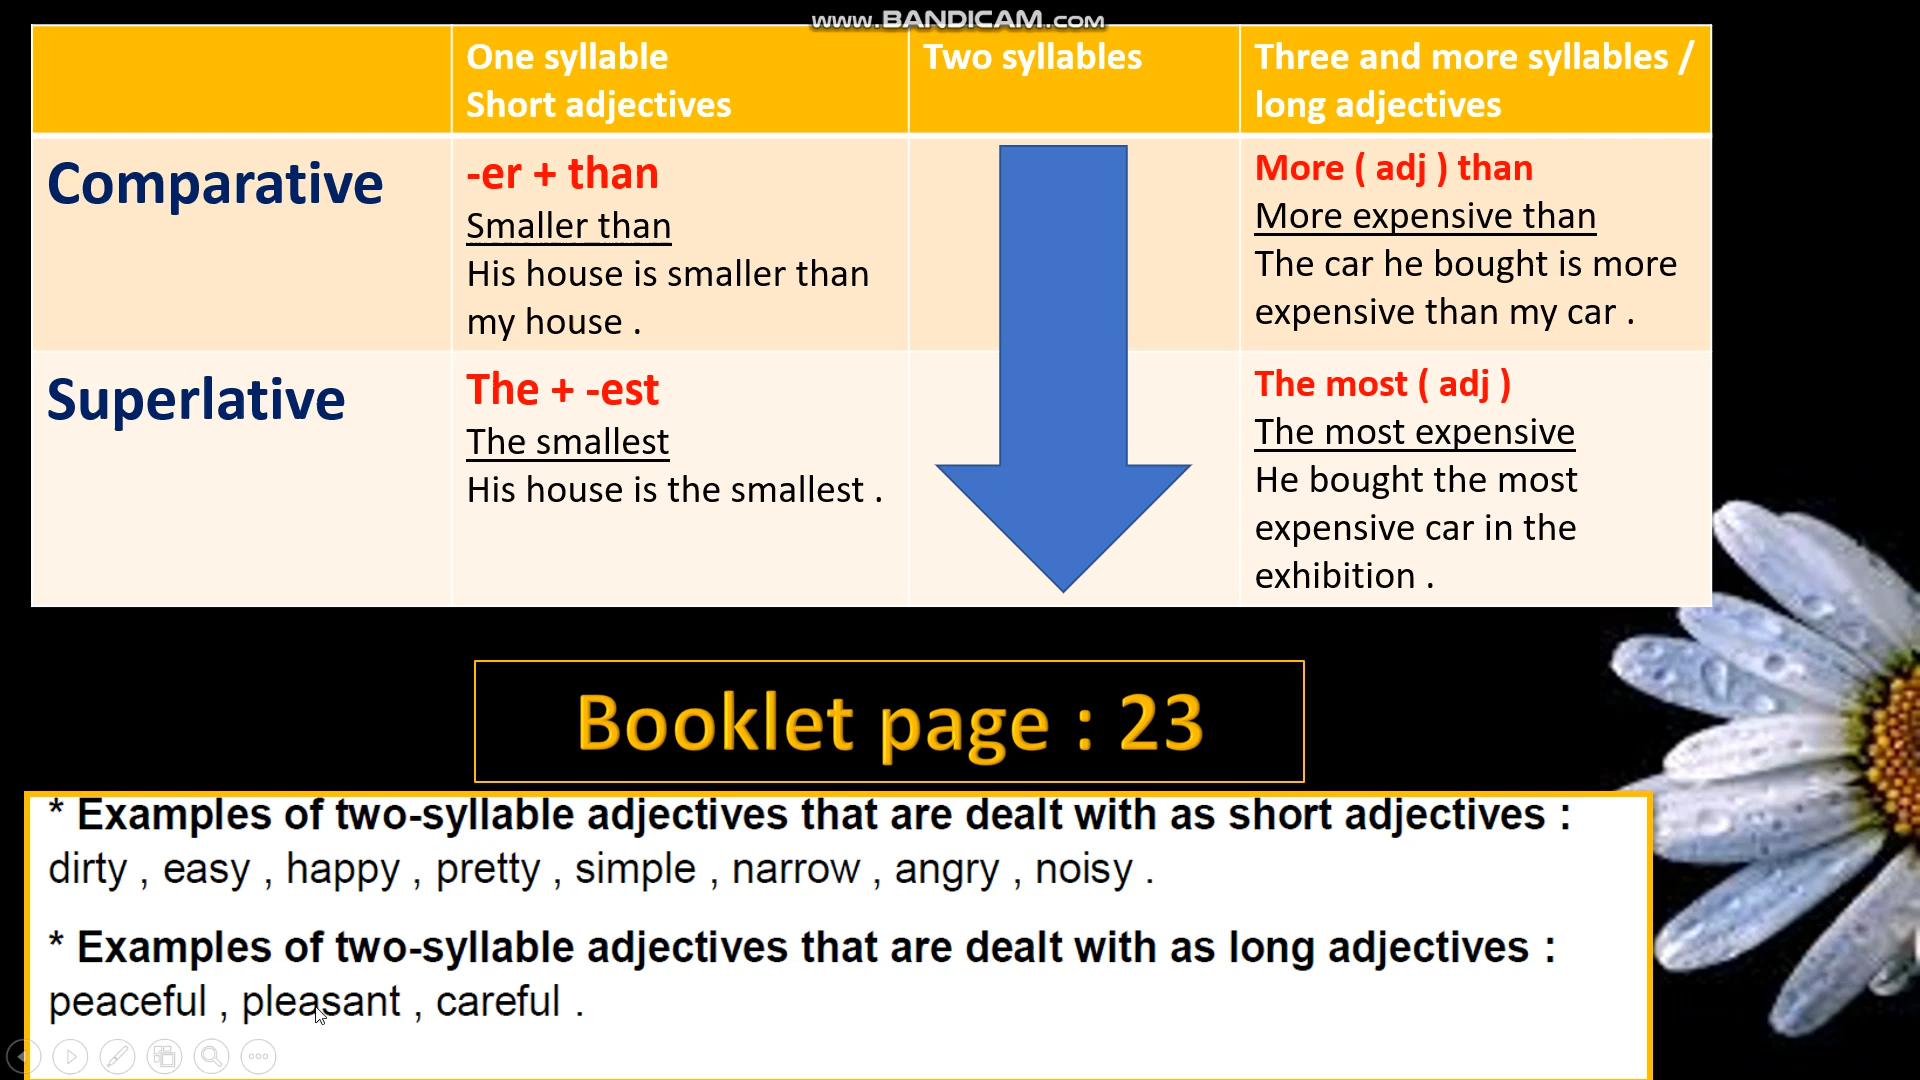 www.BANDICAM.COM
One syllable
Short adjectives
Two syllables
Three and more syllables /
long adjectives
Comparative
-er + than
Smaller than
His house is smaller than
my house .
More ( adj ) than
More expensive than
The car he bought is more
expensive than my car .
Superlative
The + -est
The smallest
His house is the smallest .
The most ( adj )
The most expensive
He bought the most
expensive car in the
exhibition .
Booklet page : 23
* Examples of two-syllable adjectives that are dealt with as short adjectives :
dirty , easy , happy , pretty , simple , narrow , angry , noisy .
* Examples of two-syllable adjectives that are dealt with as long adjectives :
peaceful , pleasant , careful .